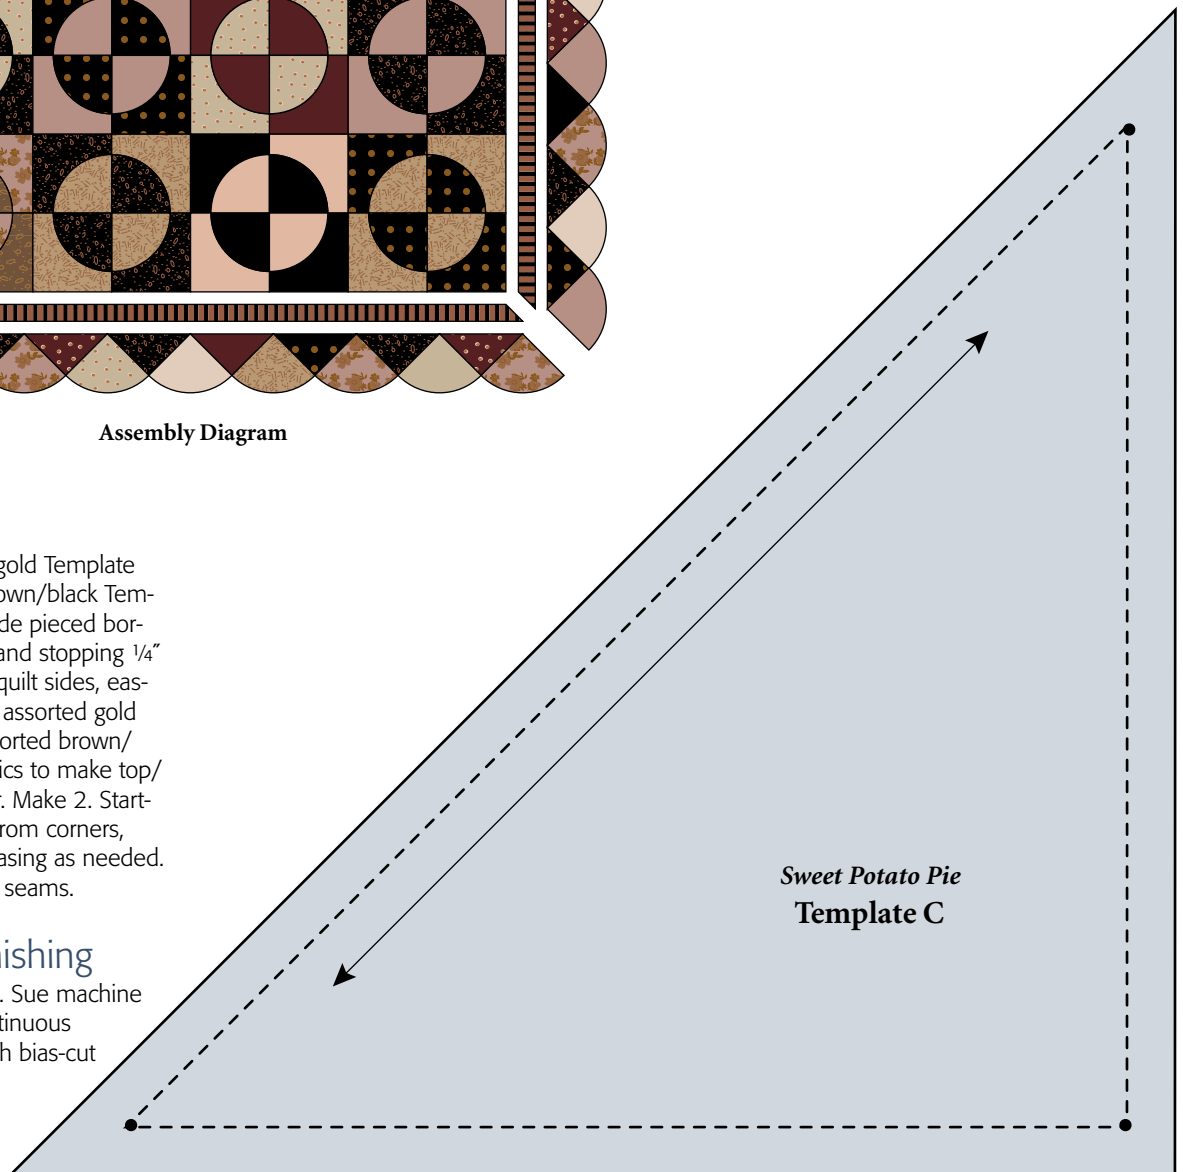 Assembly Diagram
gold Template
own/black Tem-
de pieced bor-
and stopping ¼″
quilt sides, eas-
assorted gold
orted brown/
ics to make top/
r. Make 2. Start-
rom corners,
asing as needed.
seams.
ishing
. Sue machine
tinuous
h bias-cut
Sweet Potato Pie
Template C